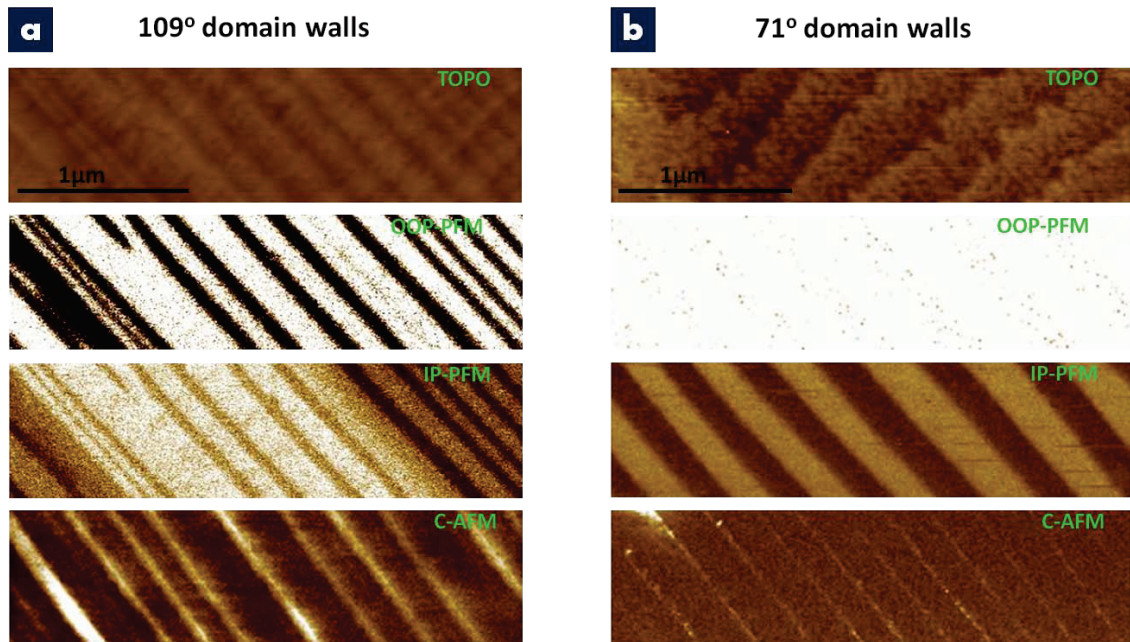 a 109° domain walls
TOPO
1µm
OOP-PFM
IP-PFM
C-AFM
b 71° domain walls
TOPO
1µm
OOP-PFM
IP-PFM
C-AFM